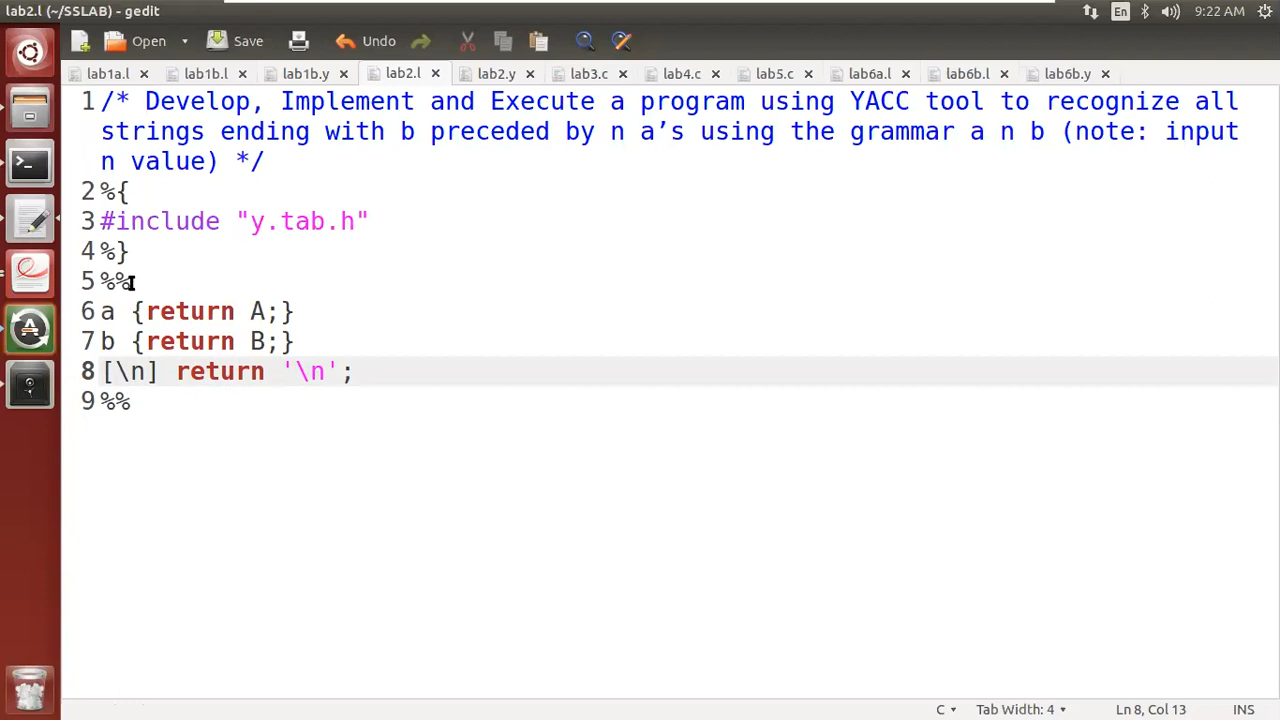 lab2.l (~/SSLAB) - gedit
En
9:22 AM
Open
Save
Undo
lab1a.l
lab1b.l
lab1b.y
lab2.l
lab2.y
lab3.c
lab4.c
lab5.c
lab6a.l
lab6b.l
lab6b.y
1 /* Develop, Implement and Execute a program using YACC tool to recognize all
strings ending with b preceded by n a’s using the grammar a n b (note: input
n value) */
2 %{
3 #include "y.tab.h"
4 %}
5 %%
6 a {return A;}
7 b {return B;}
8 [\n] return '\n';
9 %%
C
Tab Width: 4
Ln 8, Col 13
INS